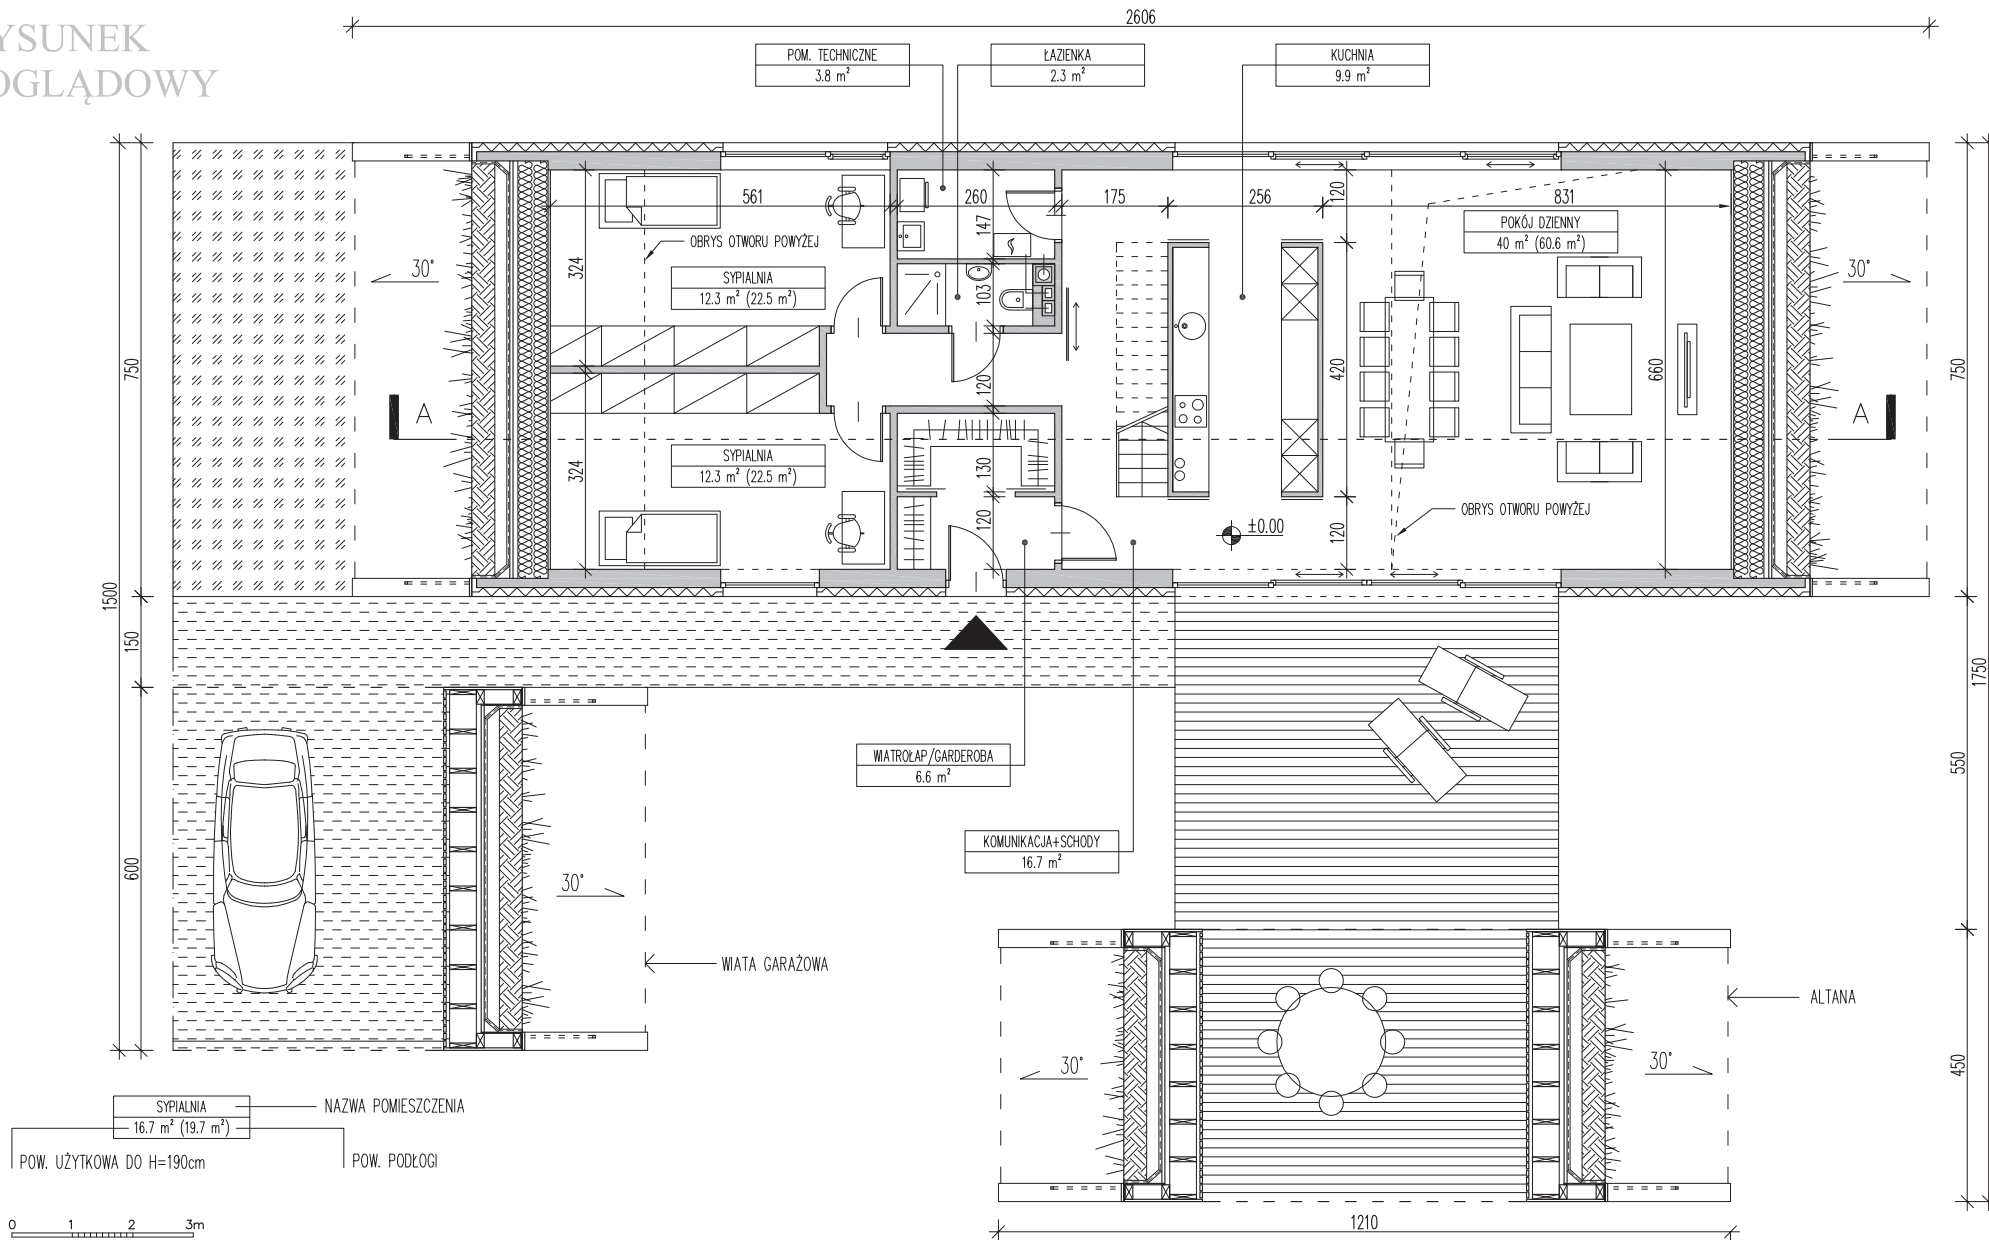 YSUNEK
OGLĄDOWY
2606
POM. TECHNICZNE
3.8 m²
ŁAZIENKA
2.3 m²
KUCHNIA
9.9 m²
561
260
175
256
831
120
147
OBRYS OTWORU POWYŻEJ
POKÓJ DZIENNY
40 m² (60.6 m²)
30°
30°
324
SYPIALNIA
12.3 m² (22.5 m²)
103
750
120
420
660
750
A
A
324
SYPIALNIA
12.3 m² (22.5 m²)
130
120
±0.00
120
OBRYS OTWORU POWYŻEJ
1500
150
1750
WIATROŁAP/GARDEROBA
6.6 m²
550
KOMUNIKACJA+SCHODY
16.7 m²
600
30°
WIATA GARAŻOWA
ALTANA
30°
30°
450
SYPIALNIA
16.7 m² (19.7 m²)
NAZWA POMIESZCZENIA
POW. UŻYTKOWA DO H=190cm
POW. PODŁOGI
0 1 2 3m
1210